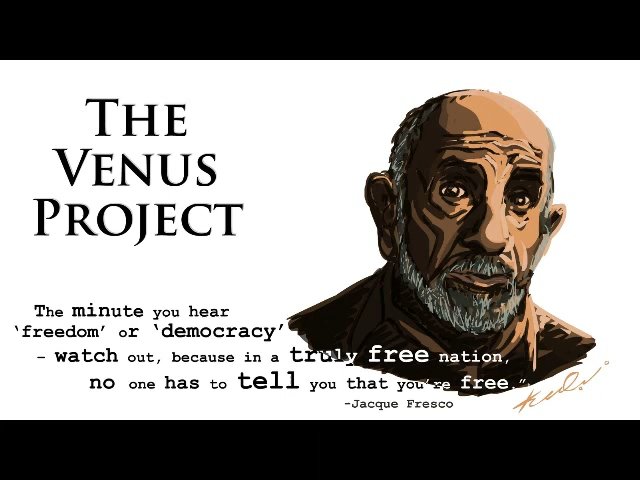 THE
VENUS
PROJECT
The minute you hear
'freedom' or 'democracy'
– watch out, because in a truly free nation,
no one has to tell you that you're free.”
-Jacque Fresco